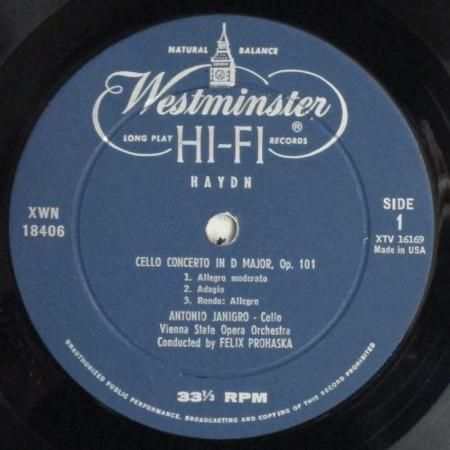 NATURAL BALANCE
Westminster
LONG PLAY HI-FI RECORDS ®
HAYDN
XWN
18406
SIDE
1
XTV 16169
Made in USA
CELLO CONCERTO IN D MAJOR, Op. 101
1. Allegro moderato
2. Adagio
3. Rondo: Allegro
ANTONIO JANIGRO - Cello
Vienna State Opera Orchestra
Conducted by FELIX PROHASKA
33⅓ RPM
UNAUTHORIZED PUBLIC PERFORMANCE, BROADCASTING AND COPYING OF THIS RECORD PROHIBITED